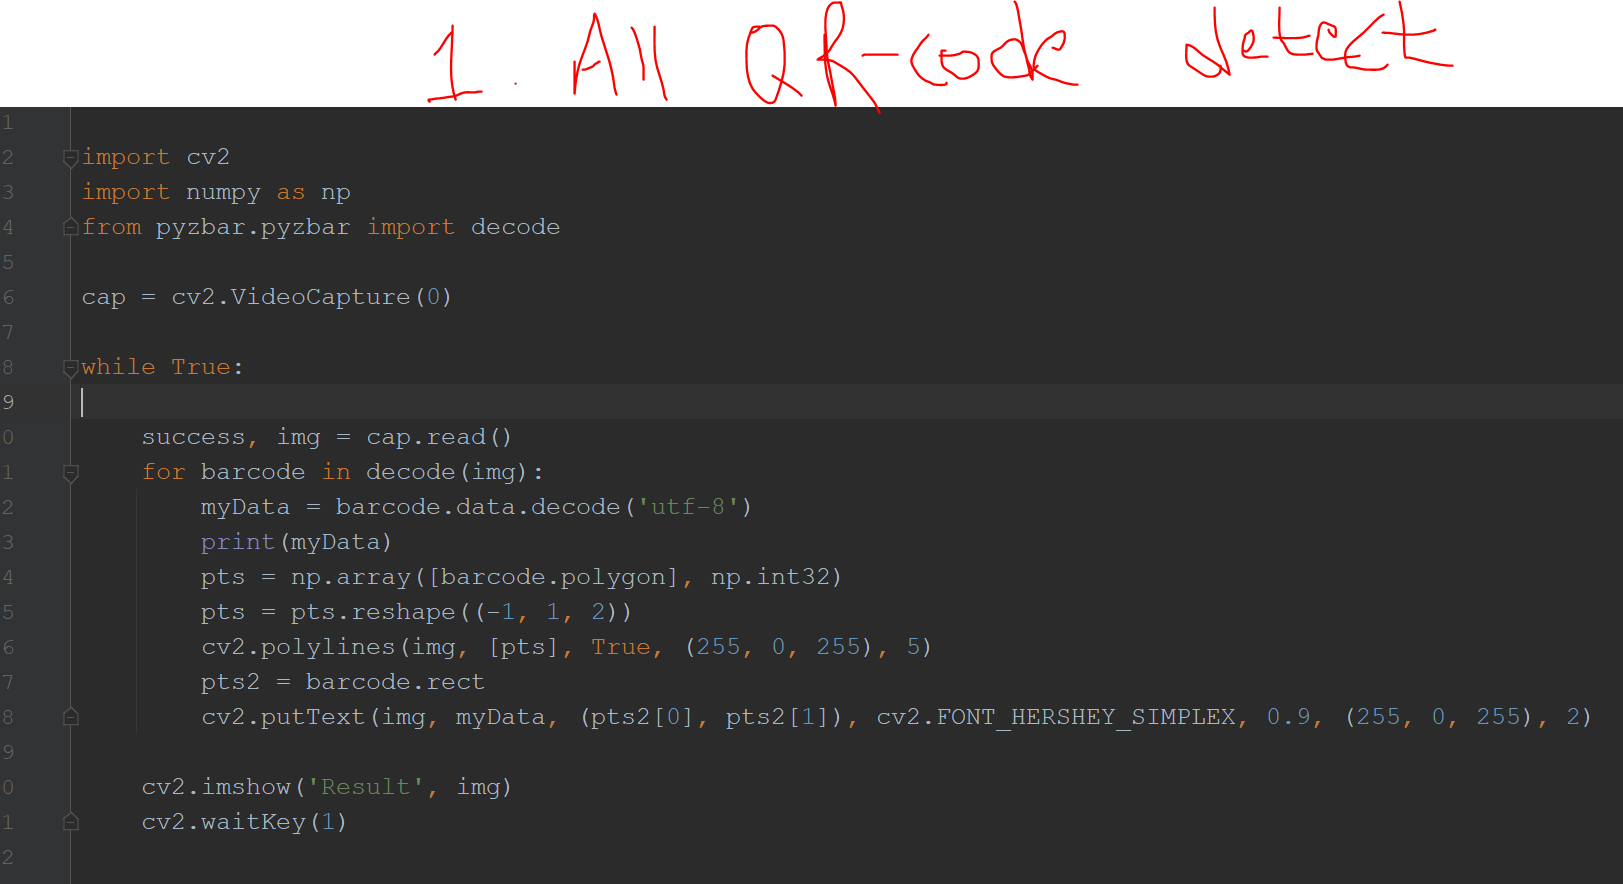 1. All QR-code detect
1
2 import cv2
3 import numpy as np
4 from pyzbar.pyzbar import decode
5
6 cap = cv2.VideoCapture(0)
7
8 while True:
9
0     success, img = cap.read()
1     for barcode in decode(img):
2         myData = barcode.data.decode('utf-8')
3         print(myData)
4         pts = np.array([barcode.polygon], np.int32)
5         pts = pts.reshape((-1, 1, 2))
6         cv2.polylines(img, [pts], True, (255, 0, 255), 5)
7         pts2 = barcode.rect
8         cv2.putText(img, myData, (pts2[0], pts2[1]), cv2.FONT_HERSHEY_SIMPLEX, 0.9, (255, 0, 255), 2)
9
0     cv2.imshow('Result', img)
1     cv2.waitKey(1)
2